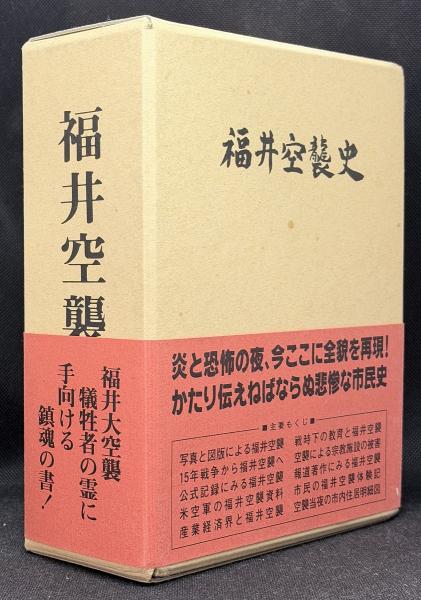 福井空襲史
福井空襲
炎と恐怖の夜、今ここに全貌を再現!
かたり伝えねばならぬ悲惨な市民史
■主要もくじ■
写真と図版による福井空襲
15年戦争から福井空襲へ
公式記録にみる福井空襲
米空軍の福井空襲資料
産業経済界と福井空襲
戦時下の教育と福井空襲
空襲による宗教施設の被害
報道著作にみる福井空襲
市民の福井空襲体験記
空襲当夜の市内住居明細図
福井大空襲
犠牲者の霊に
手向ける
鎮魂の書!